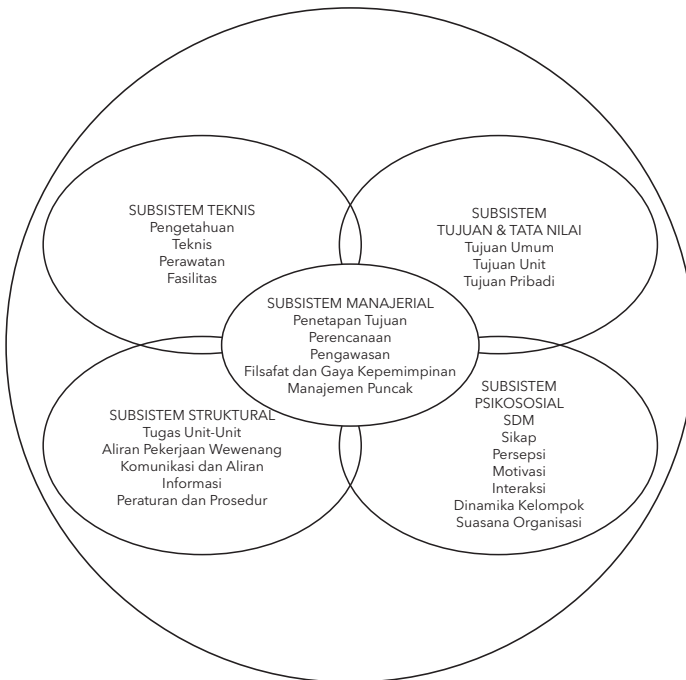 SUBSISTEM TEKNIS
Pengetahuan
Teknis
Perawatan
Fasilitas
SUBSISTEM
TUJUAN & TATA NILAI
Tujuan Umum
Tujuan Unit
Tujuan Pribadi
SUBSISTEM MANAJERIAL
Penetapan Tujuan
Perencanaan
Pengawasan
Filsafat dan Gaya Kepemimpinan
Manajemen Puncak
SUBSISTEM STRUKTURAL
Tugas Unit-Unit
Aliran Pekerjaan Wewenang
Komunikasi dan Aliran
Informasi
Peraturan dan Prosedur
SUBSISTEM
PSIKOSOSIAL
SDM
Sikap
Persepsi
Motivasi
Interaksi
Dinamika Kelompok
Suasana Organisasi